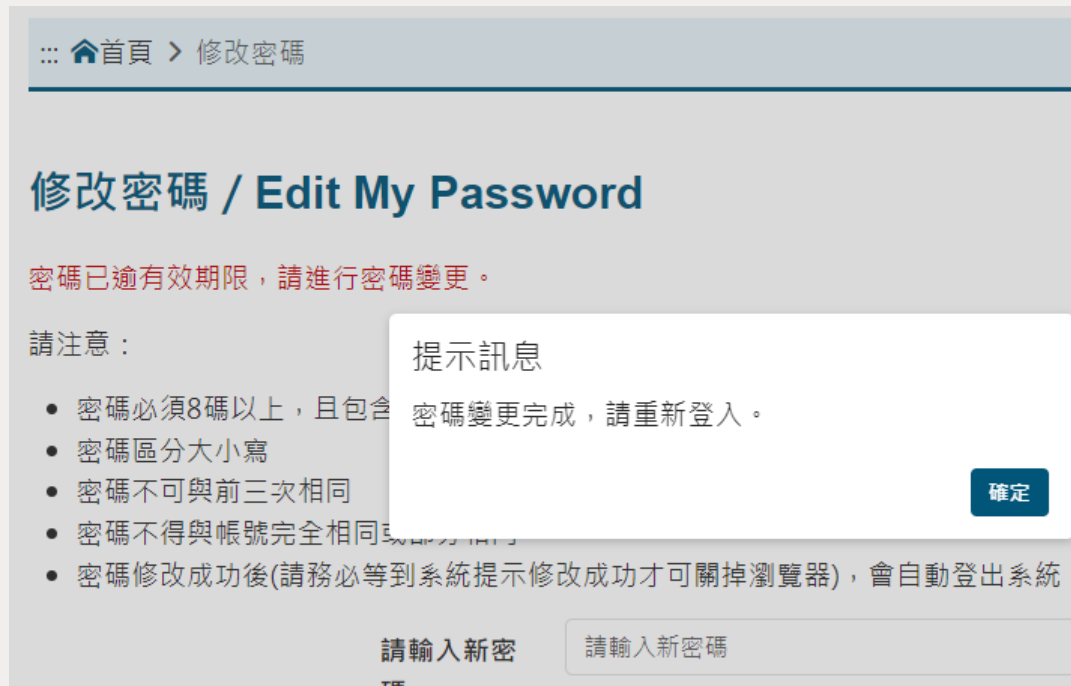 ::: 首頁 > 修改密碼
修改密碼 / Edit My Password
密碼已逾有效期限，請進行密碼變更。
請注意：
提示訊息
密碼變更完成，請重新登入。
確定
• 密碼必須8碼以上，且包含
• 密碼區分大小寫
• 密碼不可與前三次相同
• 密碼不得與帳號完全相同或部分相同
• 密碼修改成功後(請務必等到系統提示修改成功才可關掉瀏覽器)，會自動登出系統
請輸入新密
碼
請輸入新密碼